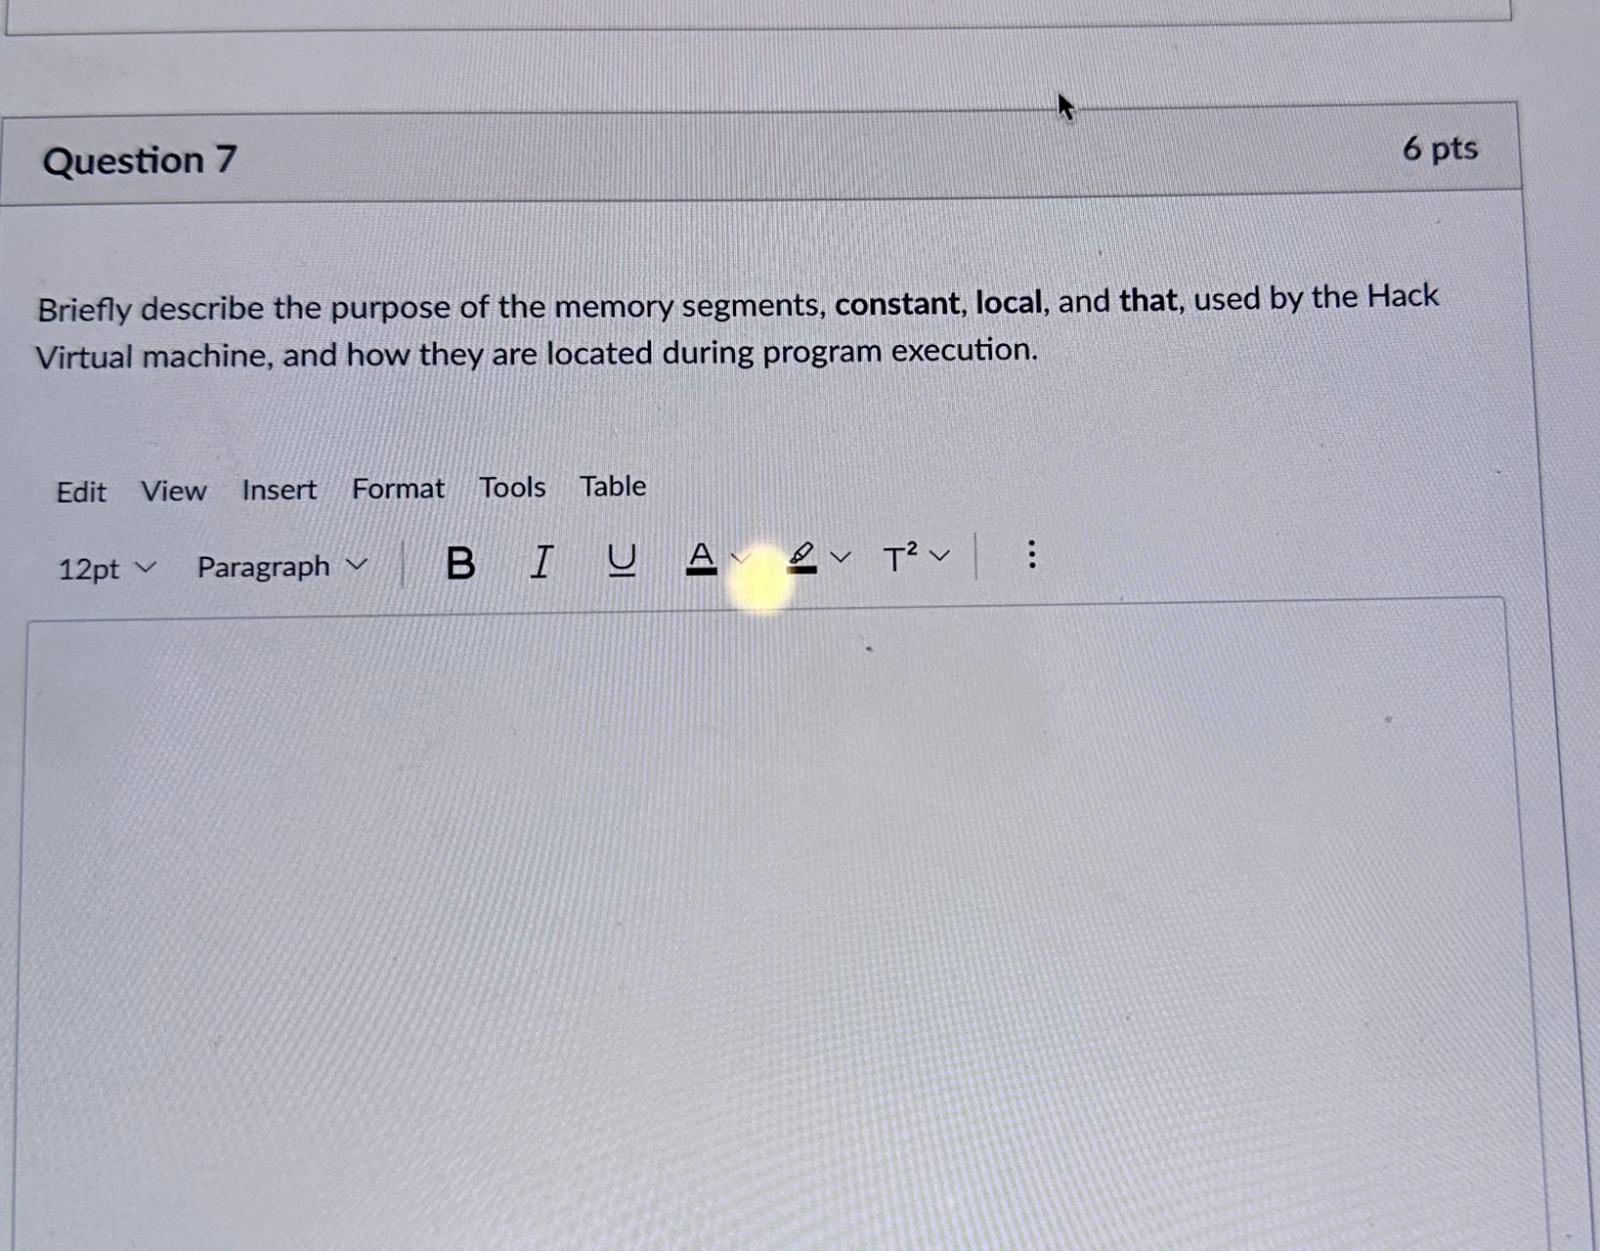 Question 7
6 pts
Briefly describe the purpose of the memory segments, constant, local, and that, used by the Hack
Virtual machine, and how they are located during program execution.
Edit View Insert Format Tools Table
12pt Paragraph B I U A T²